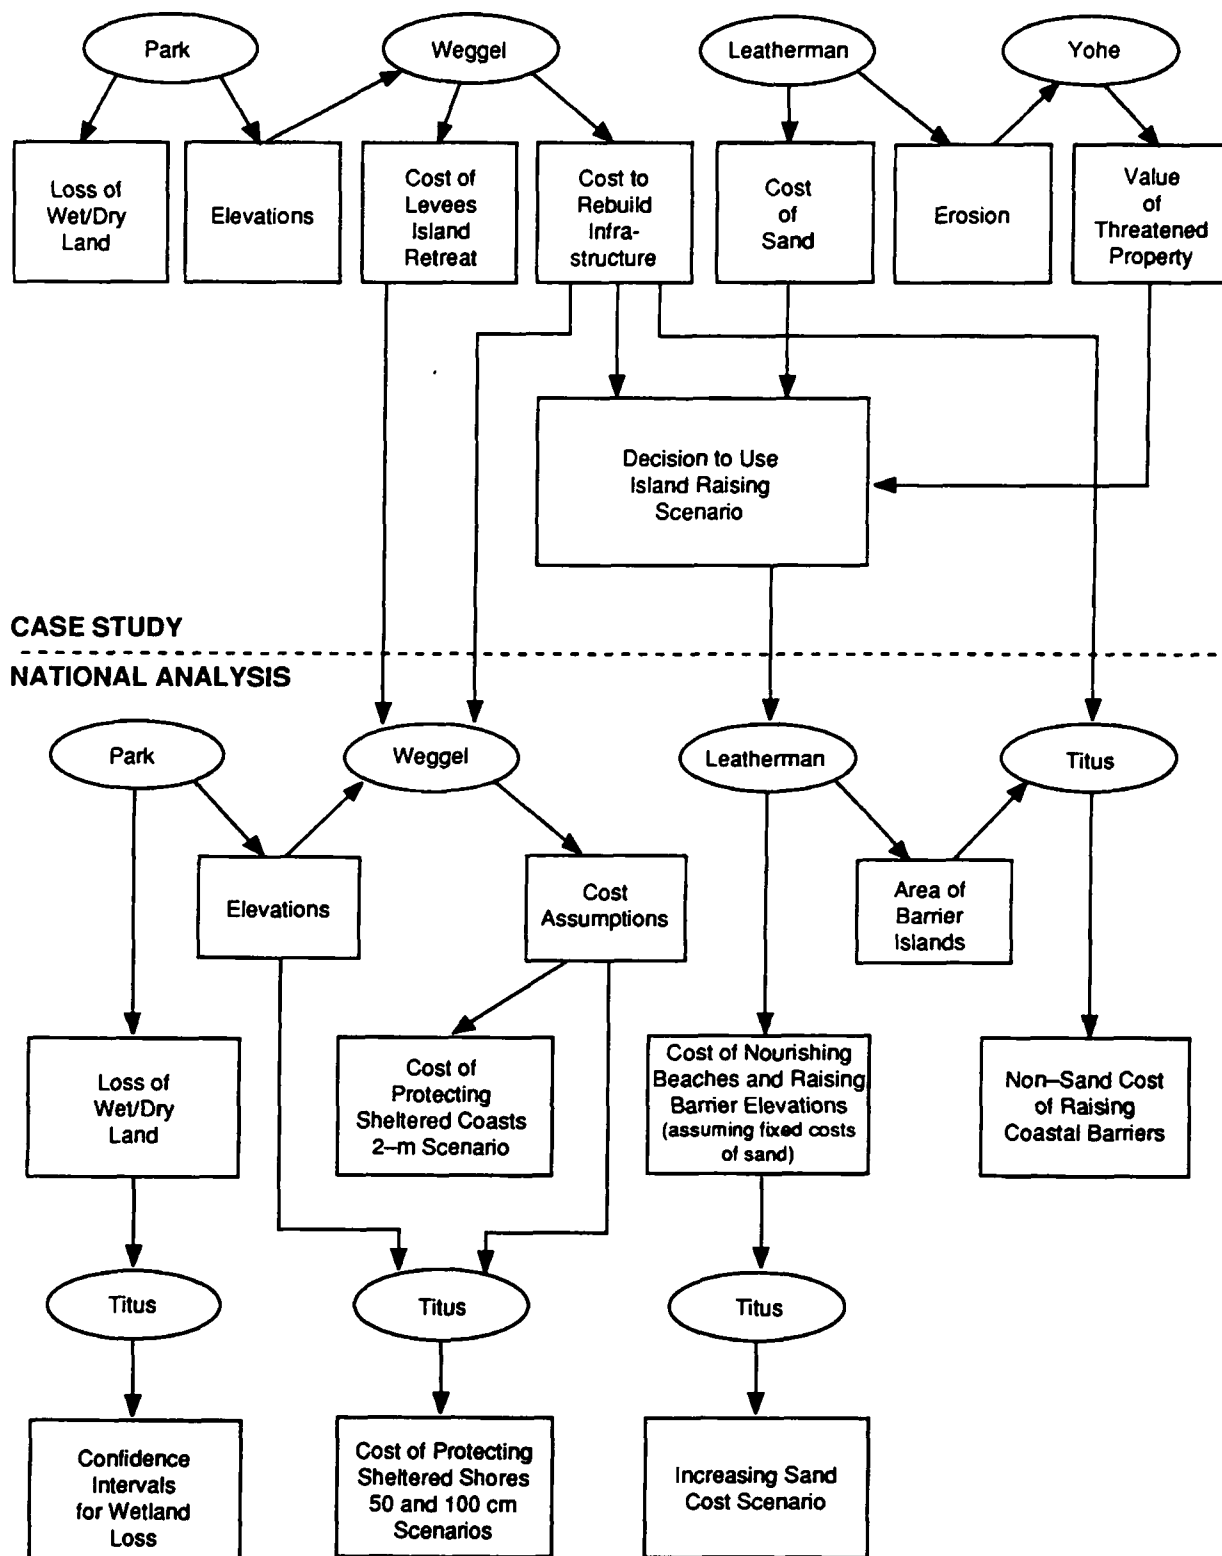 Park
Weggel
Leatherman
Yohe
Loss of
Wet/Dry
Land
Elevations
Cost of
Levees
Island
Retreat
Cost to
Rebuild
Infra-
structure
Cost
of
Sand
Erosion
Value
of
Threatened
Property
Decision to Use
Island Raising
Scenario
CASE STUDY
NATIONAL ANALYSIS
Park
Weggel
Leatherman
Titus
Elevations
Cost
Assumptions
Area of
Barrier
Islands
Loss of
Wet/Dry
Land
Cost of
Protecting
Sheltered Coasts
2-m Scenario
Cost of Nourishing
Beaches and Raising
Barrier Elevations
(assuming fixed costs
of sand)
Non-Sand Cost
of Raising
Coastal Barriers
Titus
Titus
Titus
Confidence
Intervals
for Wetland
Loss
Cost of Protecting
Sheltered Shores
50 and 100 cm
Scenarios
Increasing Sand
Cost Scenario